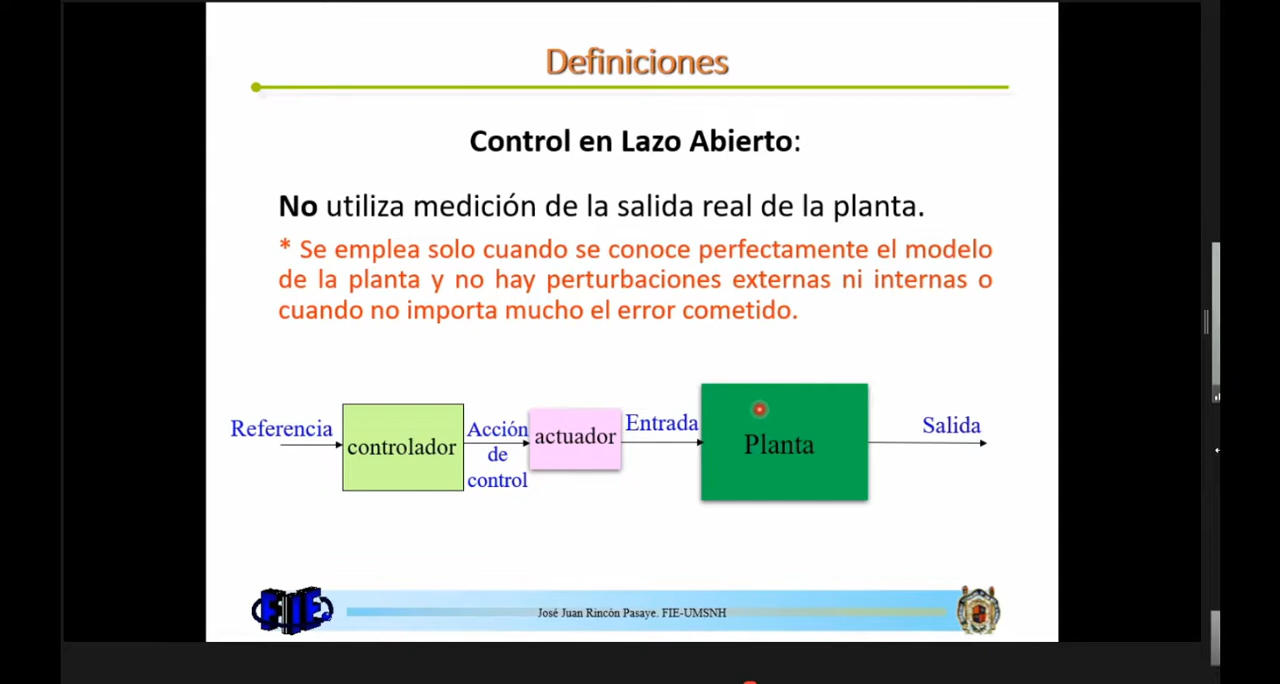 Definiciones
Control en Lazo Abierto:
No utiliza medición de la salida real de la planta.
* Se emplea solo cuando se conoce perfectamente el modelo
de la planta y no hay perturbaciones externas ni internas o
cuando no importa mucho el error cometido.
Referencia
controlador
Acción
de
control
actuador
Entrada
Planta
Salida
FIE
José Juan Rincón Pasaye. FIE-UMSNH